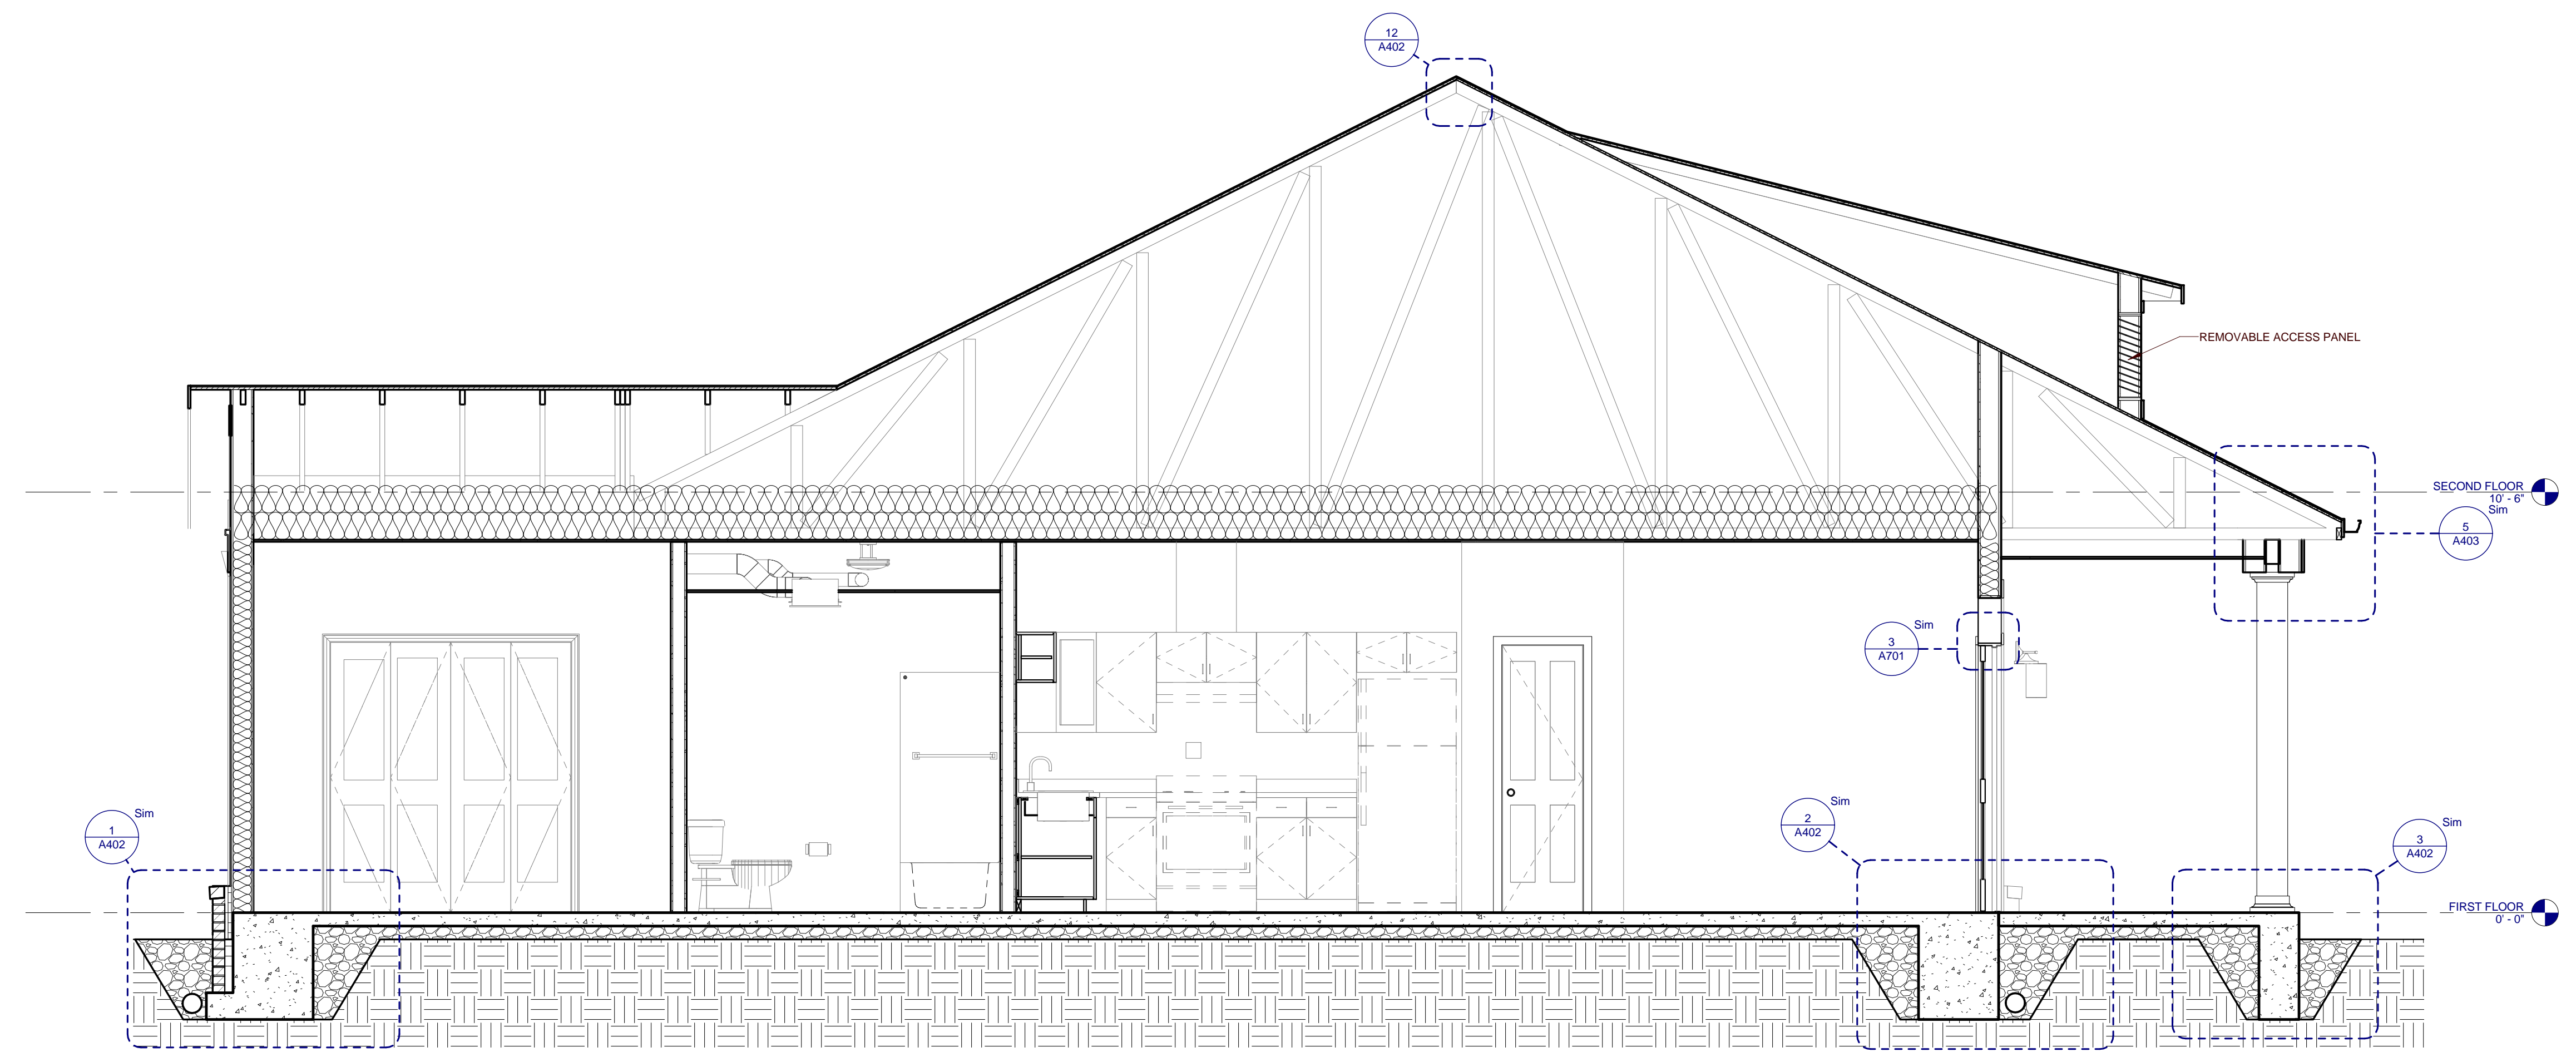 12
A402
REMOVABLE ACCESS PANEL
SECOND FLOOR
10' - 6"
Sim
5
A403
Sim
3
A701
Sim
1
A402
Sim
2
A402
Sim
3
A402
FIRST FLOOR
0' - 0"